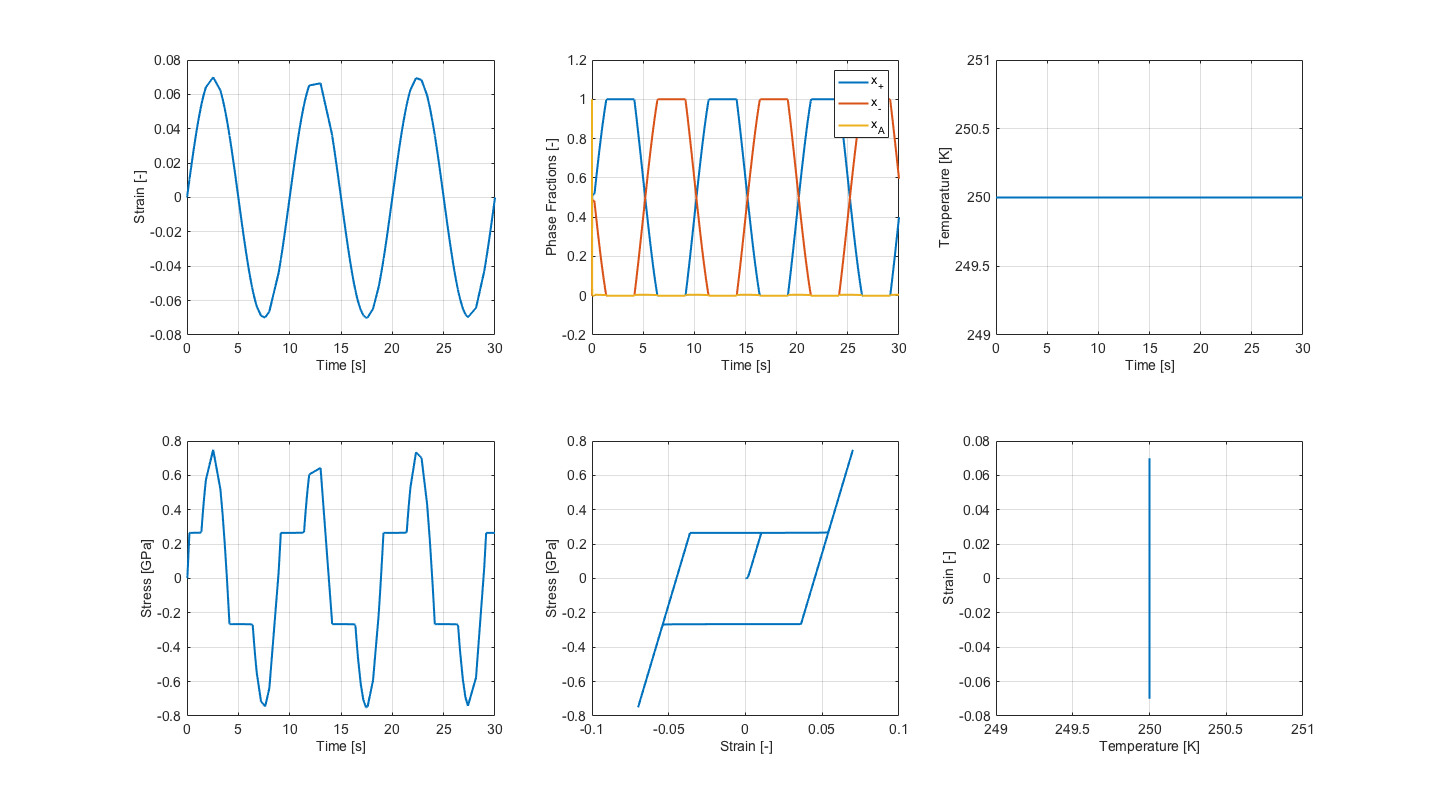 0.08
0.06
0.04
0.02
0
-0.02
-0.04
-0.06
-0.08
Strain [-]
0 5 10 15 20 25 30
Time [s]
1.2
1
0.8
0.6
0.4
0.2
0
-0.2
Phase Fractions [-]
x+
x-
xA
0 5 10 15 20 25 30
Time [s]
251
250.5
250
249.5
249
Temperature [K]
0 5 10 15 20 25 30
Time [s]
0.8
0.6
0.4
0.2
0
-0.2
-0.4
-0.6
-0.8
Stress [GPa]
0 5 10 15 20 25 30
Time [s]
0.8
0.6
0.4
0.2
0
-0.2
-0.4
-0.6
-0.8
Stress [GPa]
-0.1 -0.05 0 0.05 0.1
Strain [-]
0.08
0.06
0.04
0.02
0
-0.02
-0.04
-0.06
-0.08
Strain [-]
249 249.5 250 250.5 251
Temperature [K]